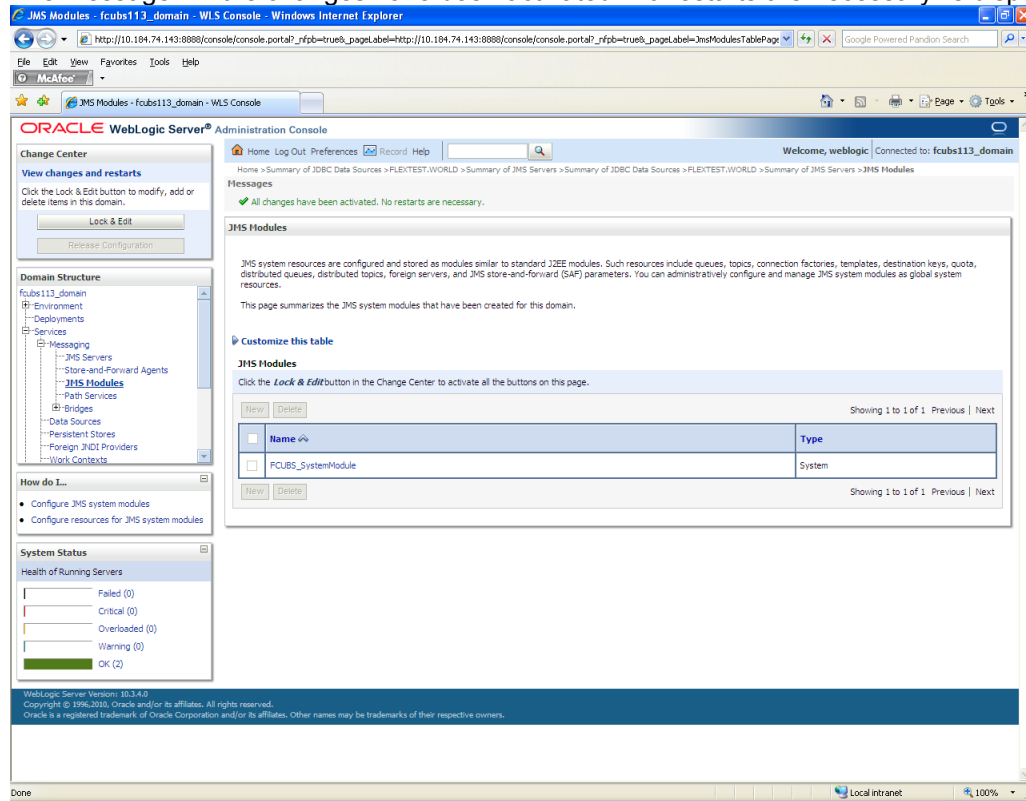 JMS Modules - fcubs113_domain - WLS Console - Windows Internet Explorer
http://10.184.74.143:8888/console/console.portal?_nfpb=true&_pageLabel=http://10.184.74.143:8888/console/console.portal?_nfpb=true&_pageLabel=JmsModulesTablePage
Google Powered Pandion Search
File Edit View Favorites Tools Help
McAfee
JMS Modules - fcubs113_domain - WLS Console
Page Tools
ORACLE WebLogic Server® Administration Console
Change Center
View changes and restarts
Click the Lock & Edit button to modify, add or
delete items in this domain.
Lock & Edit
Release Configuration
Domain Structure
fcubs113_domain
Environment
Deployments
Services
Messaging
JMS Servers
Store-and-Forward Agents
JMS Modules
Path Services
Bridges
Data Sources
Persistent Stores
Foreign JNDI Providers
Work Contexts
How do I...
Configure JMS system modules
Configure resources for JMS system modules
System Status
Health of Running Servers
Failed (0)
Critical (0)
Overloaded (0)
Warning (0)
OK (2)
Home Log Out Preferences Record Help
Welcome, weblogic Connected to: fcubs113_domain
Home >Summary of JDBC Data Sources >FLEXTEST.WORLD >Summary of JMS Servers >Summary of JDBC Data Sources >FLEXTEST.WORLD >Summary of JMS Servers >JMS Modules
Messages
All changes have been activated. No restarts are necessary.
JMS Modules
JMS system resources are configured and stored as modules similar to standard J2EE modules. Such resources include queues, topics, connection factories, templates, destination keys, quota,
distributed queues, distributed topics, foreign servers, and JMS store-and-forward (SAF) parameters. You can administratively configure and manage JMS system modules as global system
resources.
This page summarizes the JMS system modules that have been created for this domain.
Customize this table
JMS Modules
Click the Lock & Edit button in the Change Center to activate all the buttons on this page.
New Delete
Showing 1 to 1 of 1 Previous | Next
Name Type
FCUBS_SystemModule System
New Delete
Showing 1 to 1 of 1 Previous | Next
WebLogic Server Version: 10.3.4.0
Copyright © 1996,2010, Oracle and/or its affiliates. All rights reserved.
Oracle is a registered trademark of Oracle Corporation and/or its affiliates. Other names may be trademarks of their respective owners.
Done
Local intranet
100%